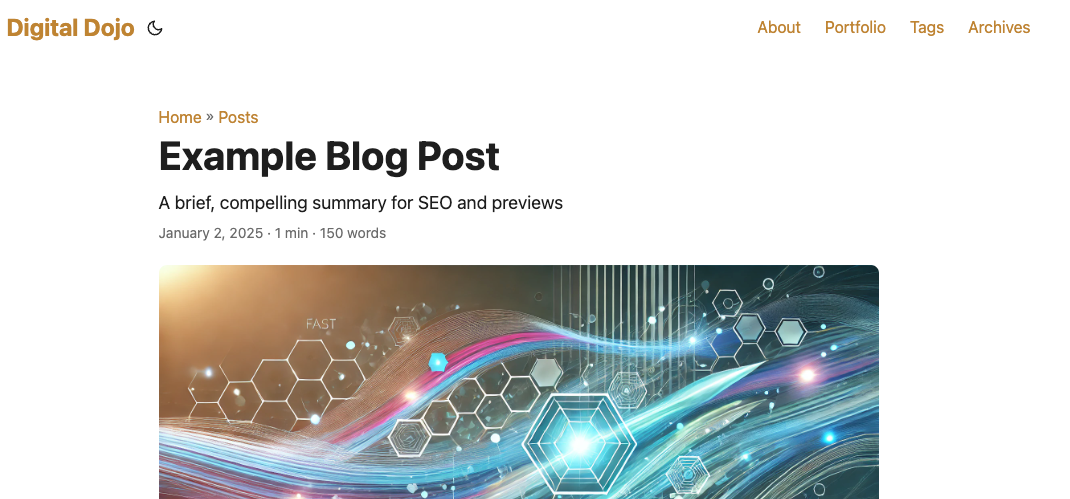 Digital Dojo
About Portfolio Tags Archives
Home » Posts
Example Blog Post
A brief, compelling summary for SEO and previews
January 2, 2025 · 1 min · 150 words
FAST